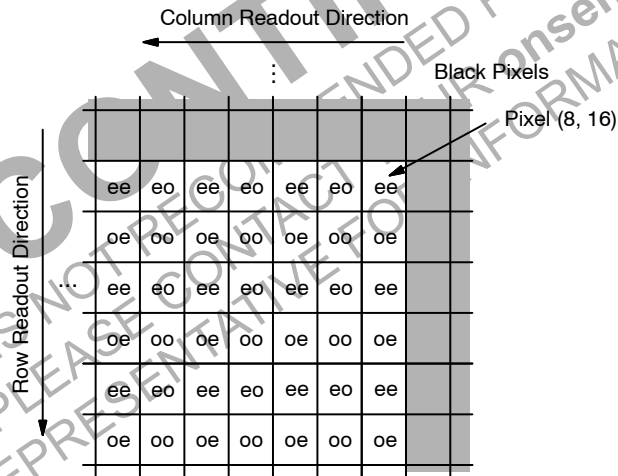 Column Readout Direction
⋮
Black Pixels
Pixel (8, 16)
Row Readout Direction
ee eo ee eo ee eo ee
oe oo oe oo oe oo oe
...
ee eo ee eo ee eo ee
oe oo oe oo oe oo oe
ee eo ee eo ee eo ee
oe oo oe oo oe oo oe
onsen